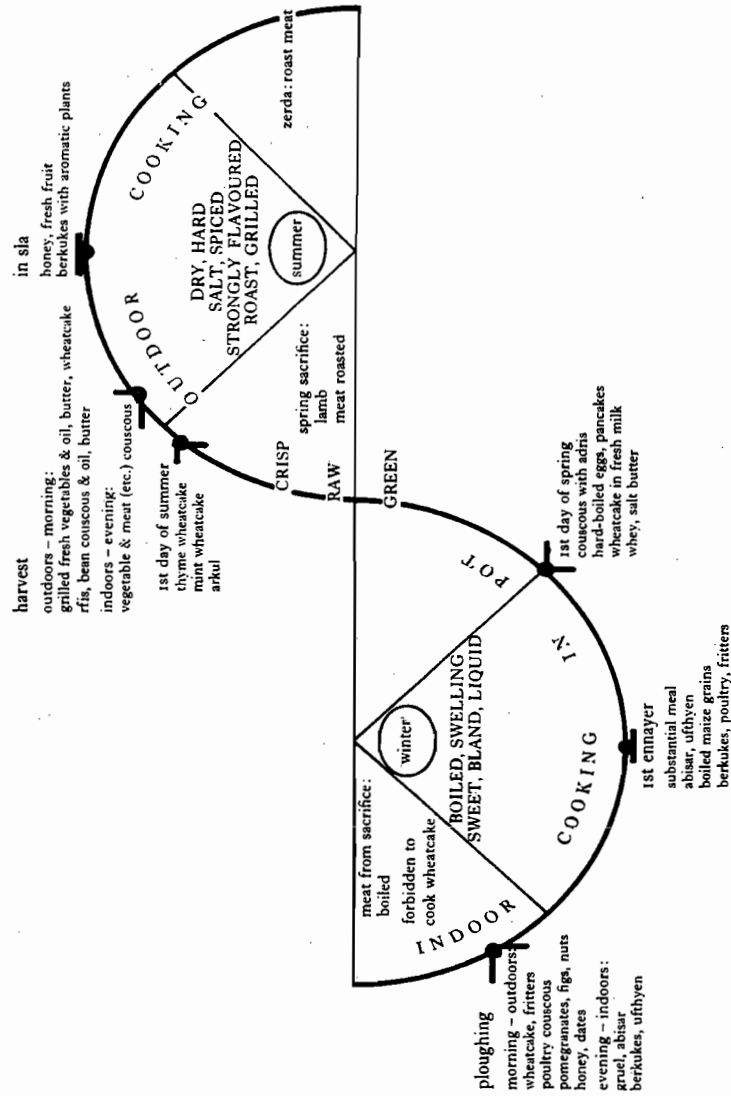 ploughing
morning – outdoors:
wheatcake, fritters
poultry couscous
pomegranates, figs, nuts
honey, dates
evening – indoors:
gruel, abisar
berkukes, ufthyen
meat from sacrifice:
boiled
forbidden to
cook wheatcake
INDOOR
COOKING
IN
POT
winter
BOILED, SWELLING
SWEET, BLAND, LIQUID
1st ennayer
substantial meal
abisar, ufthyen
boiled maize grains
berkukes, poultry, fritters
1st day of spring
couscous with adris
hard-boiled eggs, pancakes
wheatcake in fresh milk
whey, salt butter
GREEN
RAW
CRISP
spring sacrifice:
lamb
meat roasted
harvest
outdoors – morning:
grilled fresh vegetables & oil, butter, wheatcake
rfis, bean couscous & oil, butter
indoors – evening:
vegetable & meat (etc.) couscous
1st day of summer
thyme wheatcake
mint wheatcake
arkul
OUTDOOR
COOKING
DRY, HARD
SALT, SPICED
STRONGLY FLAVOURED
ROAST, GRILLED
summer
in sla
honey, fresh fruit
berkukes with aromatic plants
zerda: roast meat